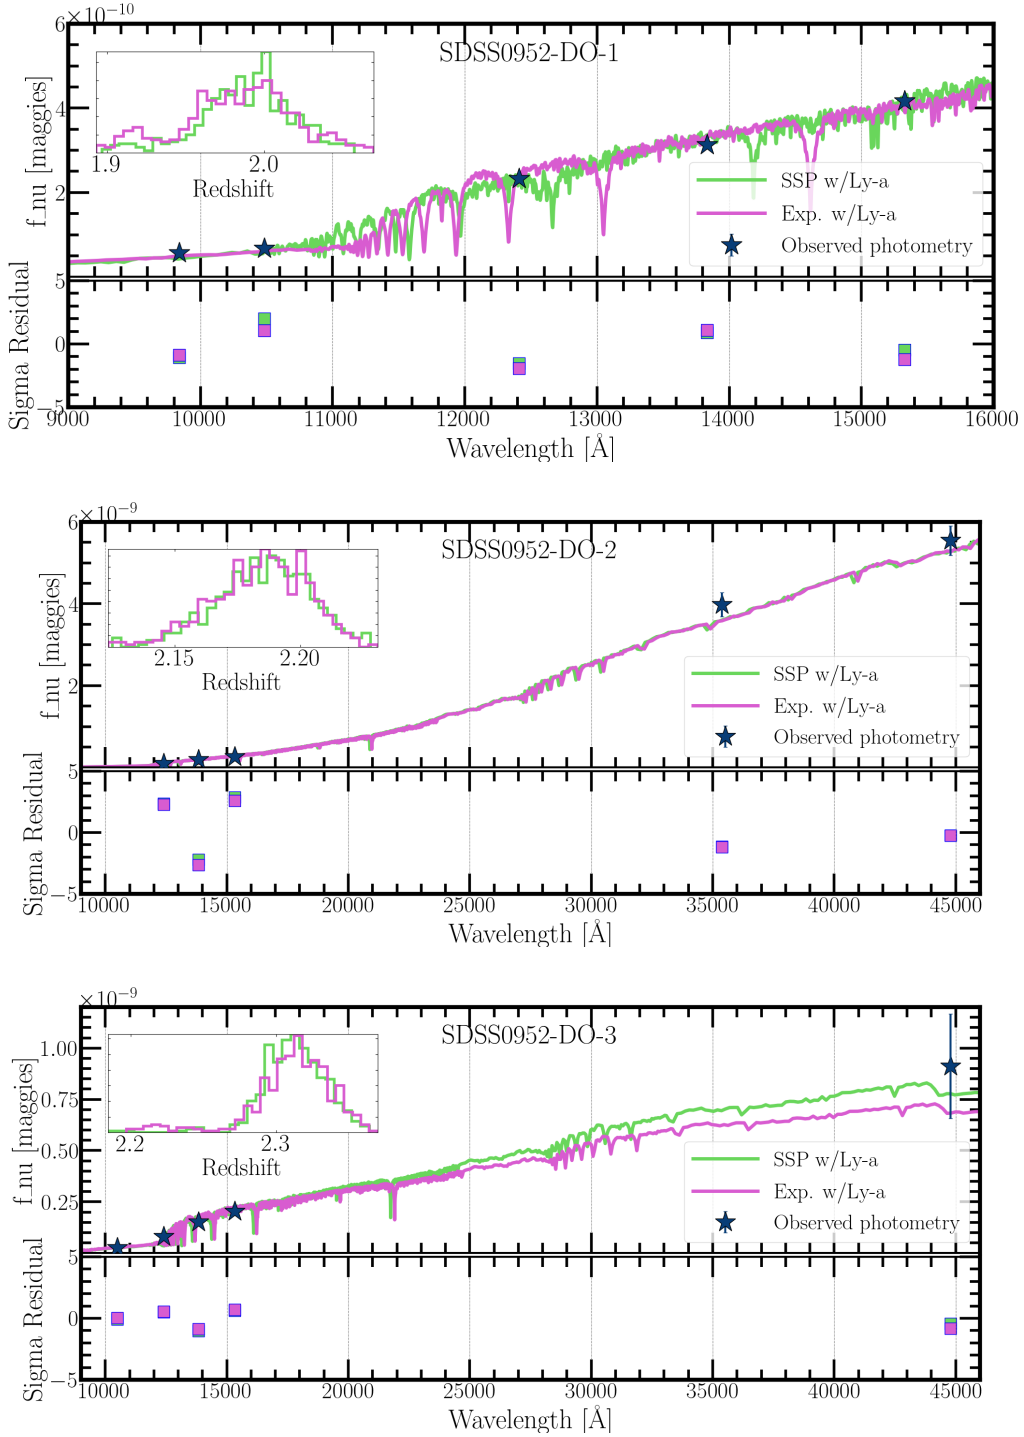 ×10−10
SDSS0952-DO-1
6
4
2
f_nu [maggies]
1.9
2.0
Redshift
SSP w/Ly-a
Exp. w/Ly-a
Observed photometry
5
0
−5
Sigma Residual
9000 10000 11000 12000 13000 14000 15000 16000
Wavelength [Å]
×10−9
SDSS0952-DO-2
6
4
2
f_nu [maggies]
2.15 2.20
Redshift
SSP w/Ly-a
Exp. w/Ly-a
Observed photometry
5
0
−5
Sigma Residual
10000 15000 20000 25000 30000 35000 40000 45000
Wavelength [Å]
×10−9
SDSS0952-DO-3
1.00
0.75
0.50
0.25
f_nu [maggies]
2.2 2.3
Redshift
SSP w/Ly-a
Exp. w/Ly-a
Observed photometry
5
0
−5
Sigma Residual
10000 15000 20000 25000 30000 35000 40000 45000
Wavelength [Å]